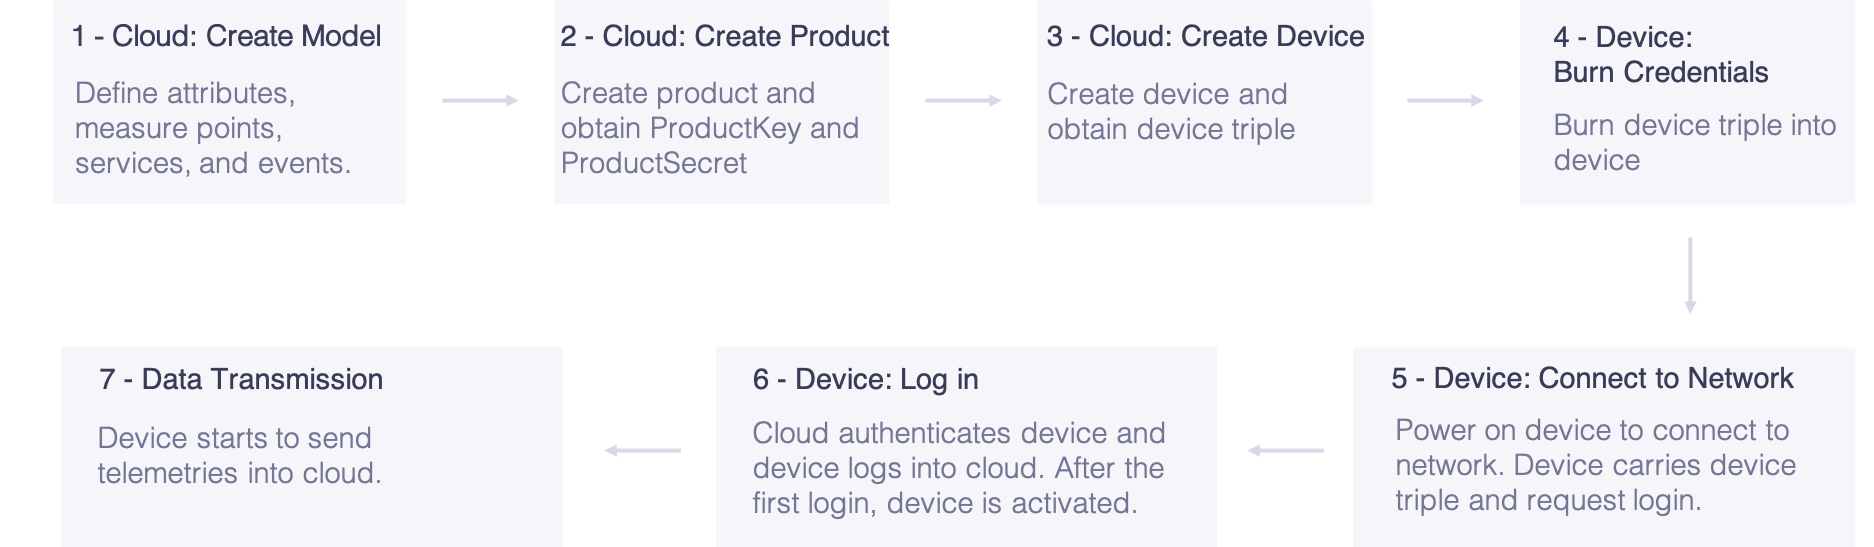 1 - Cloud: Create Model
Define attributes,
measure points,
services, and events.
2 - Cloud: Create Product
Create product and
obtain ProductKey and
ProductSecret
3 - Cloud: Create Device
Create device and
obtain device triple
4 - Device:
Burn Credentials
Burn device triple into
device
5 - Device: Connect to Network
Power on device to connect to
network. Device carries device
triple and request login.
6 - Device: Log in
Cloud authenticates device and
device logs into cloud. After the
first login, device is activated.
7 - Data Transmission
Device starts to send
telemetries into cloud.